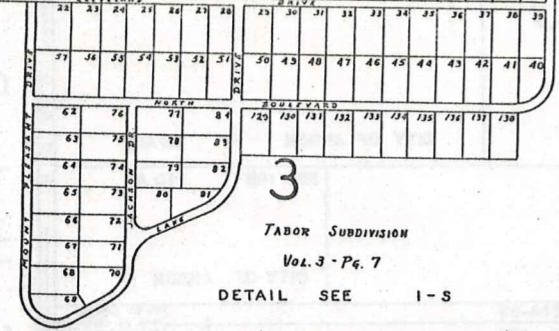 DRIVE
22 23 24 25 26 27 28 29 30 31 32 33 34 35 36 37 38 39
57 56 55 54 53 52 51 50 49 48 47 46 45 44 43 42 41 40
DRIVE
DRIVE
NORTH BOULEVARD
62 76 77 84 129 130 131 132 133 134 135 136 137 138
63 75 78 83
64 74 79 82
65 73 80 81
66 72
67 71
68 70
69
MOUNT PLEASANT
JACKSON DR
LAKE
3
TABOR SUBDIVISION
VOL. 3 - PG. 7
DETAIL SEE 1-S